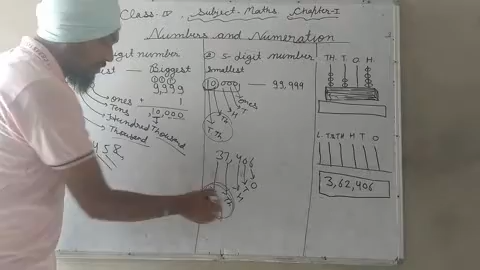 Class-IV Subject-Maths Chapter-I
Numbers and Numeration
digit number
Biggest
9,999
+ 1
10,000
ones
Tens
Hundred Thousand
Thousand
458
② 5-digit number
Smallest
10,000 — 99,999
ones
T
H
Th
T.Th
37,406
O
T
H
TH. T O H
L T.Th TH H T O
3,62,406